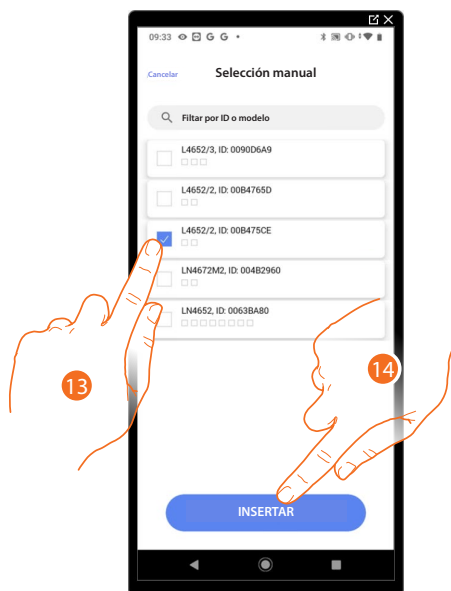 09:33 G G
Cancelar Selección manual
Filtar por ID o modelo
L4652/3, ID: 0090D6A9
L4652/2, ID: 00B4765D
L4652/2, ID: 00B475CE
LN4672M2, ID: 004B2960
LN4652, ID: 0063BA80
13
14
INSERTAR